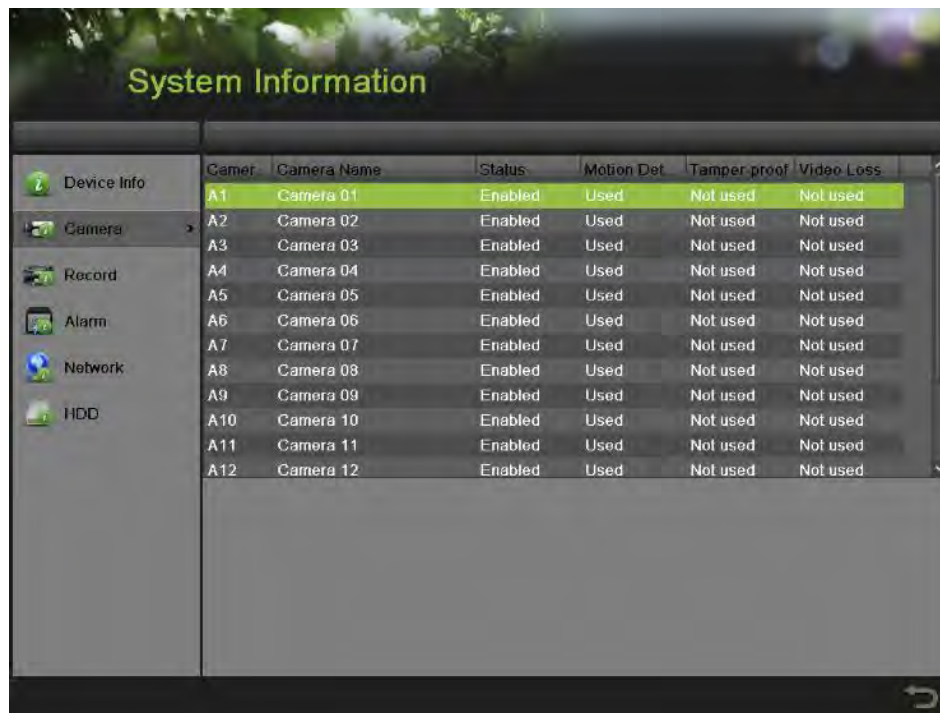 System Information
Device Info
Camera
Record
Alarm
Network
HDD
Camer Camera Name Status Motion Det Tamper-proof Video Loss
A1 Camera 01 Enabled Used Not used Not used
A2 Camera 02 Enabled Used Not used Not used
A3 Camera 03 Enabled Used Not used Not used
A4 Camera 04 Enabled Used Not used Not used
A5 Camera 05 Enabled Used Not used Not used
A6 Camera 06 Enabled Used Not used Not used
A7 Camera 07 Enabled Used Not used Not used
A8 Camera 08 Enabled Used Not used Not used
A9 Camera 09 Enabled Used Not used Not used
A10 Camera 10 Enabled Used Not used Not used
A11 Camera 11 Enabled Used Not used Not used
A12 Camera 12 Enabled Used Not used Not used